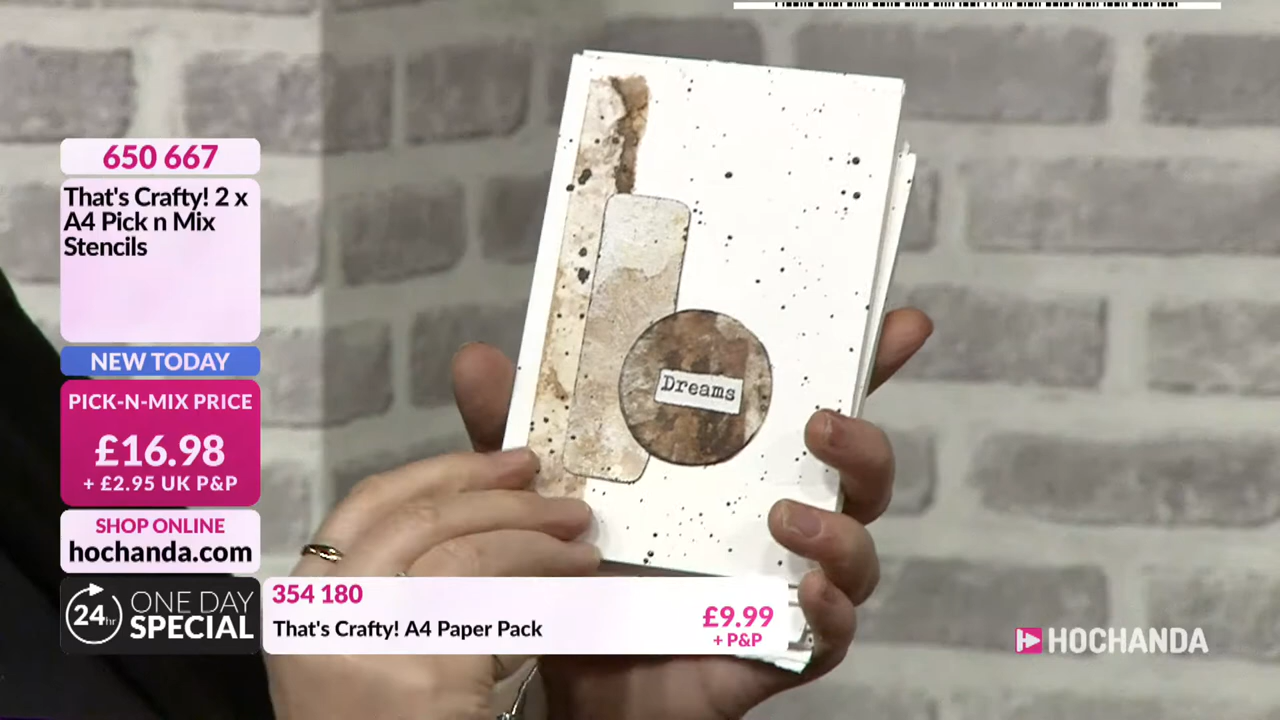 650 667
That's Crafty! 2 x
A4 Pick n Mix
Stencils
NEW TODAY
PICK-N-MIX PRICE
£16.98
+ £2.95 UK P&P
SHOP ONLINE
hochanda.com
24hr
ONE DAY
SPECIAL
354 180
That's Crafty! A4 Paper Pack
£9.99
+ P&P
Dreams
HOCHANDA